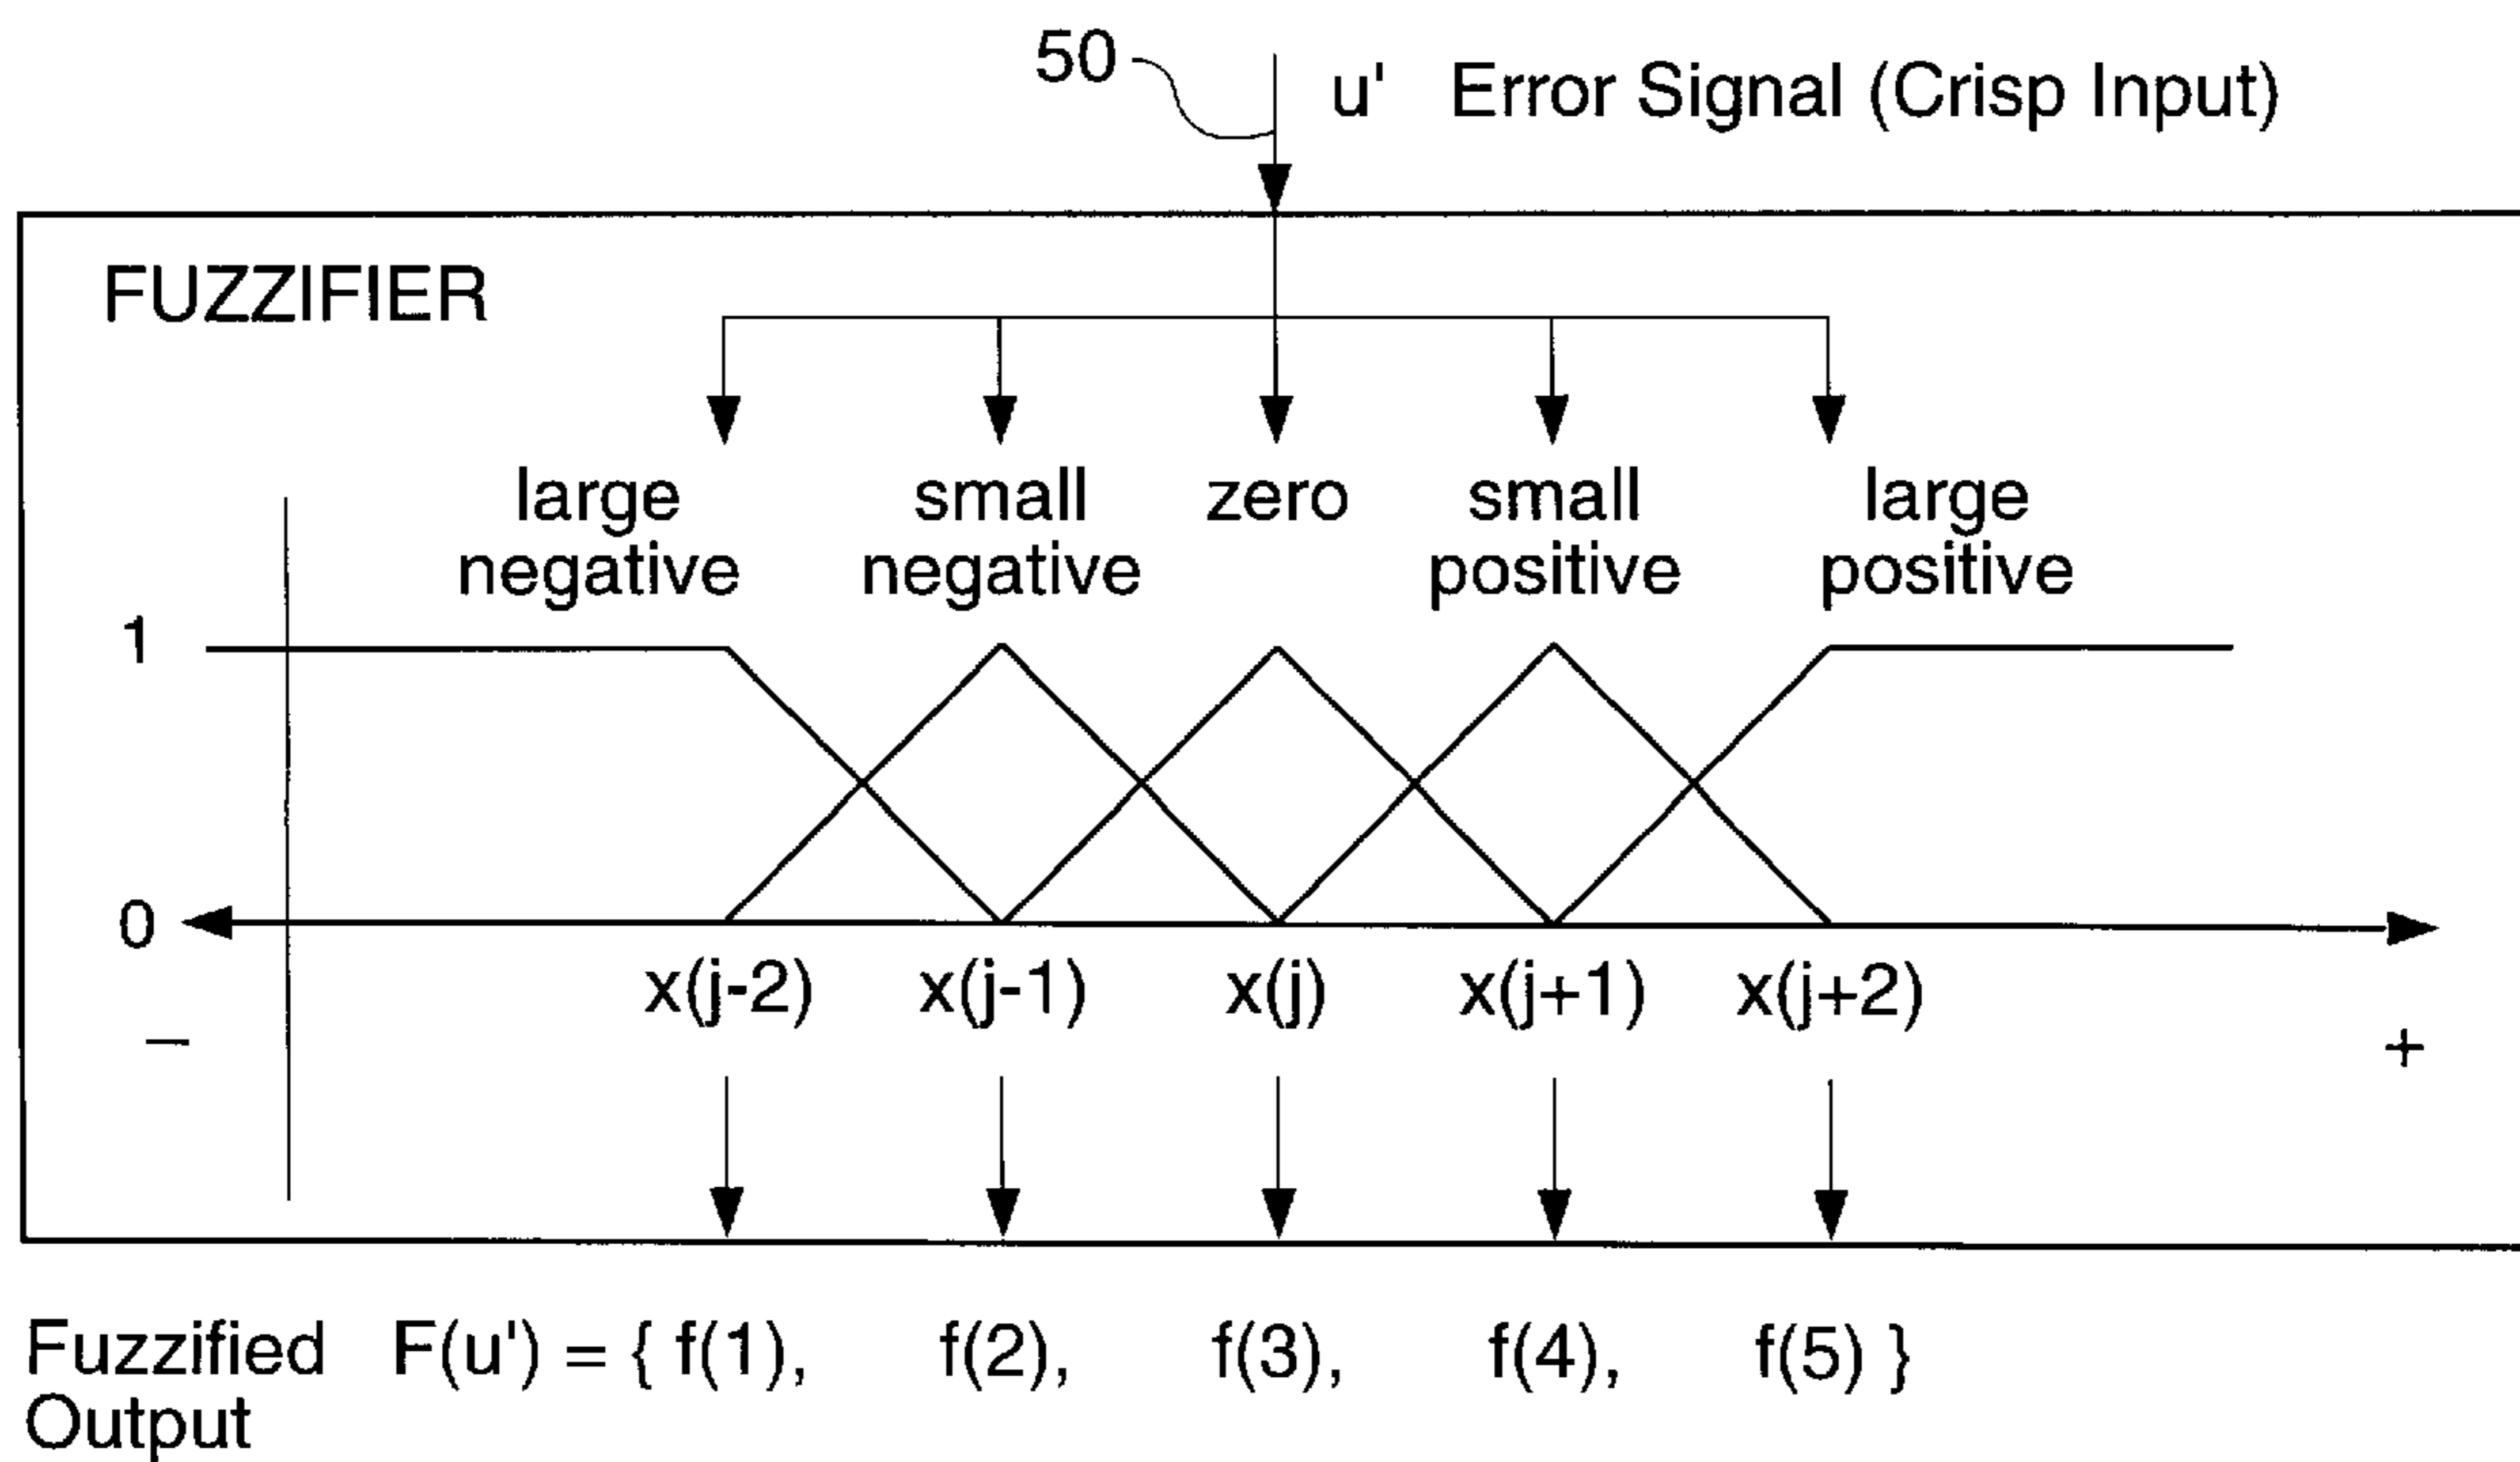 50
u' Error Signal (Crisp Input)
FUZZIFIER
large negative
small negative
zero
small positive
large positive
1
0
x(j-2) x(j-1) x(j) x(j+1) x(j+2)
– +
Fuzzified Output F(u') = { f(1), f(2), f(3), f(4), f(5) }